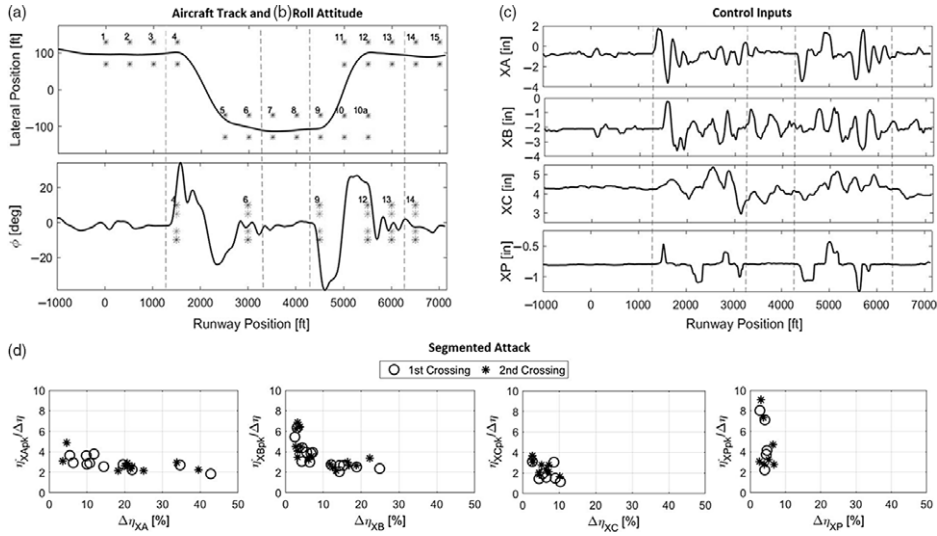 (a) Aircraft Track and (b)Roll Attitude
Lateral Position [ft]
100
0
−100
1 2 3 4 11 12 13 14 15
5 6 7 8 9 10 10a
ϕ [deg]
20
0
−20
4 6 9 12 13 14
−1000 0 1000 2000 3000 4000 5000 6000 7000
Runway Position [ft]
(c) Control Inputs
XA [in]
2
0
−2
−4
XB [in]
0
−1
−2
−3
−4
XC [in]
5
4
3
XP [in]
−0.5
−1
−1000 0 1000 2000 3000 4000 5000 6000 7000
Runway Position [ft]
(d) Segmented Attack
1st Crossing 2nd Crossing
η̇XApk/Δη
10
8
6
4
2
0
0 10 20 30 40 50
ΔηXA [%]
η̇XBpk/Δη
10
8
6
4
2
0
0 10 20 30 40 50
ΔηXB [%]
η̇XCpk/Δη
10
8
6
4
2
0
0 10 20 30
ΔηXC [%]
η̇XPpk/Δη
10
8
6
4
2
0
0 10 20 30
ΔηXP [%]